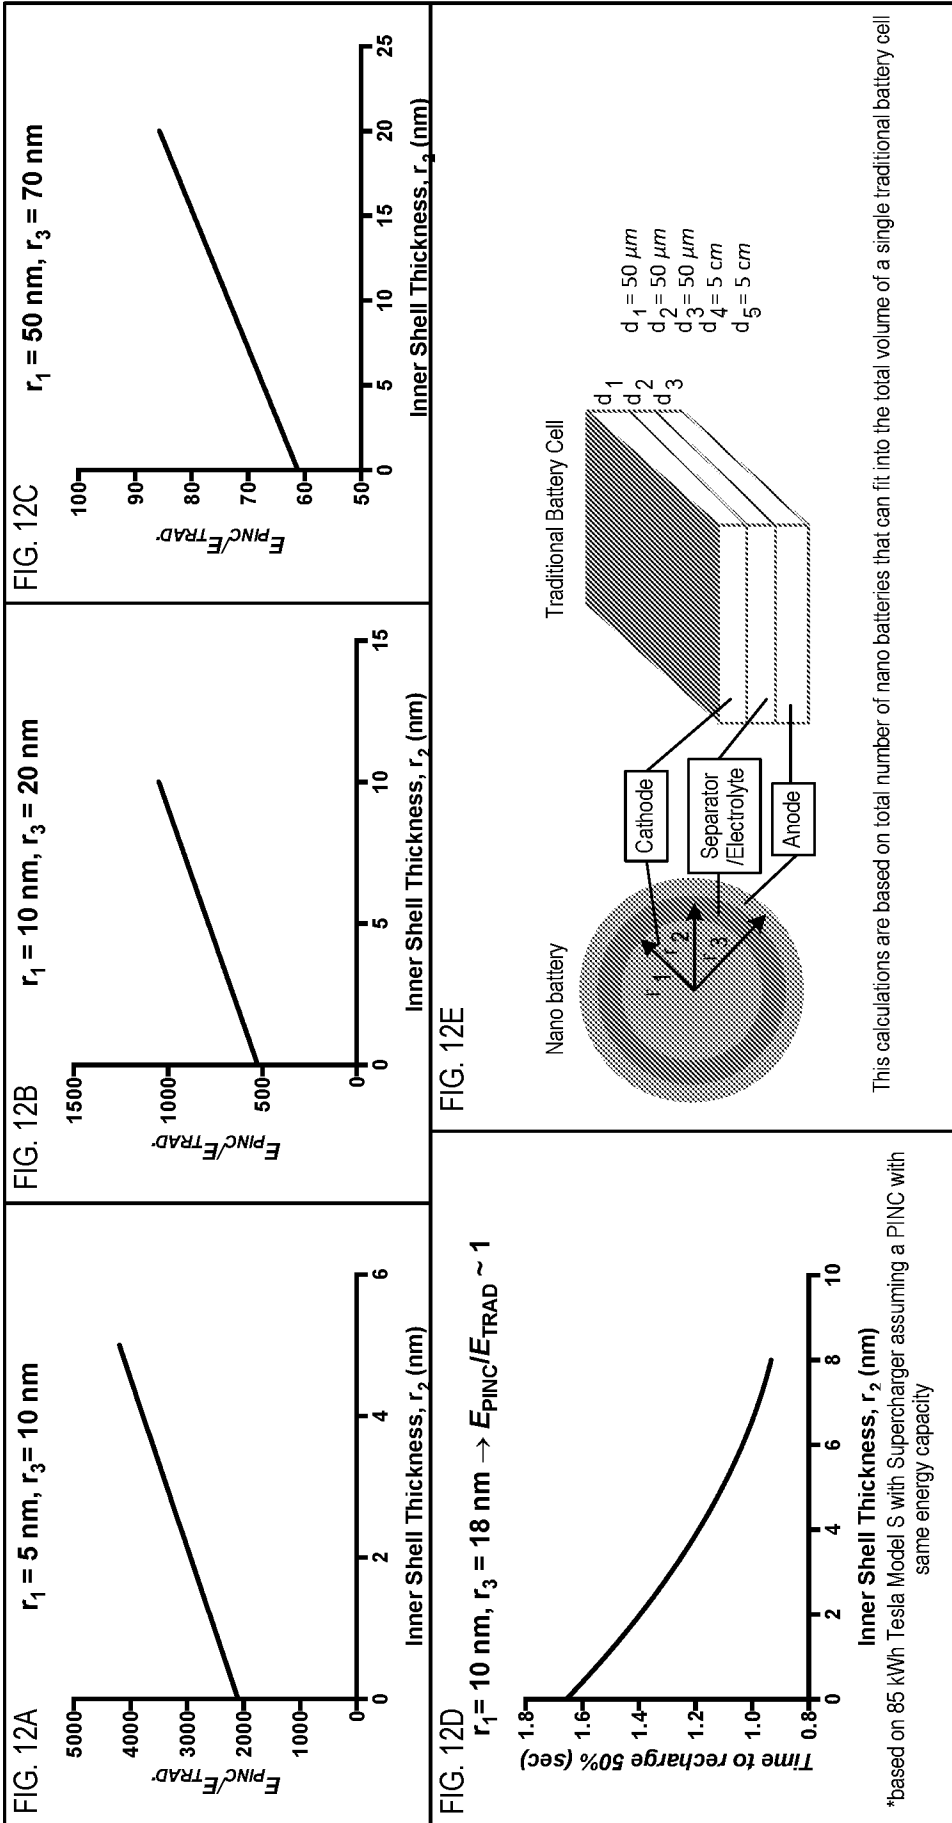 FIG. 12A
r1 = 5 nm, r3= 10 nm
EPINC/ETRAD.
5000
4000
3000
2000
1000
0
0 2 4 6
Inner Shell Thickness, r2 (nm)
FIG. 12B
r1 = 10 nm, r3 = 20 nm
EPINC/ETRAD.
1500
1000
500
0
0 5 10 15
Inner Shell Thickness, r2 (nm)
FIG. 12C
r1 = 50 nm, r3 = 70 nm
EPINC/ETRAD.
100
90
80
70
60
50
0 5 10 15 20 25
Inner Shell Thickness, r2 (nm)
FIG. 12D
r1= 10 nm, r3 = 18 nm → EPINC/ETRAD ~ 1
Time to recharge 50% (sec)
1.8
1.6
1.4
1.2
1.0
0.8
0 2 4 6 8 10
Inner Shell Thickness, r2 (nm)
*based on 85 kWh Tesla Model S with Supercharger assuming a PINC with
same energy capacity
FIG. 12E
Nano battery
r1
r2
r3
Cathode
Separator
/Electrolyte
Anode
Traditional Battery Cell
d1
d2
d3
d1 = 50 μm
d2 = 50 μm
d3 = 50 μm
d4 = 5 cm
d5 = 5 cm
This calculations are based on total number of nano batteries that can fit into the total volume of a single traditional battery cell